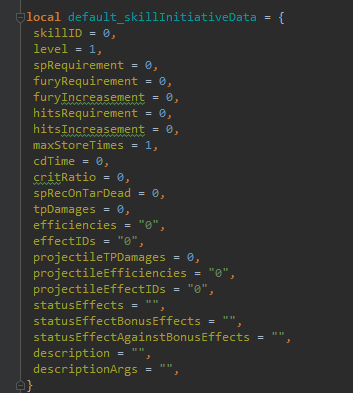 local default_skillInitiativeData = {
skillID = 0,
level = 1,
spRequirement = 0,
furyRequirement = 0,
furyIncreasement = 0,
hitsRequirement = 0,
hitsIncreasement = 0,
maxStoreTimes = 1,
cdTime = 0,
critRatio = 0,
spRecOnTarDead = 0,
tpDamages = 0,
efficiencies = "0",
effectIDs = "0",
projectileTPDamages = 0,
projectileEfficiencies = "0",
projectileEffectIDs = "0",
statusEffects = "",
statusEffectBonusEffects = "",
statusEffectAgainstBonusEffects = "",
description = "",
descriptionArgs = "",
}